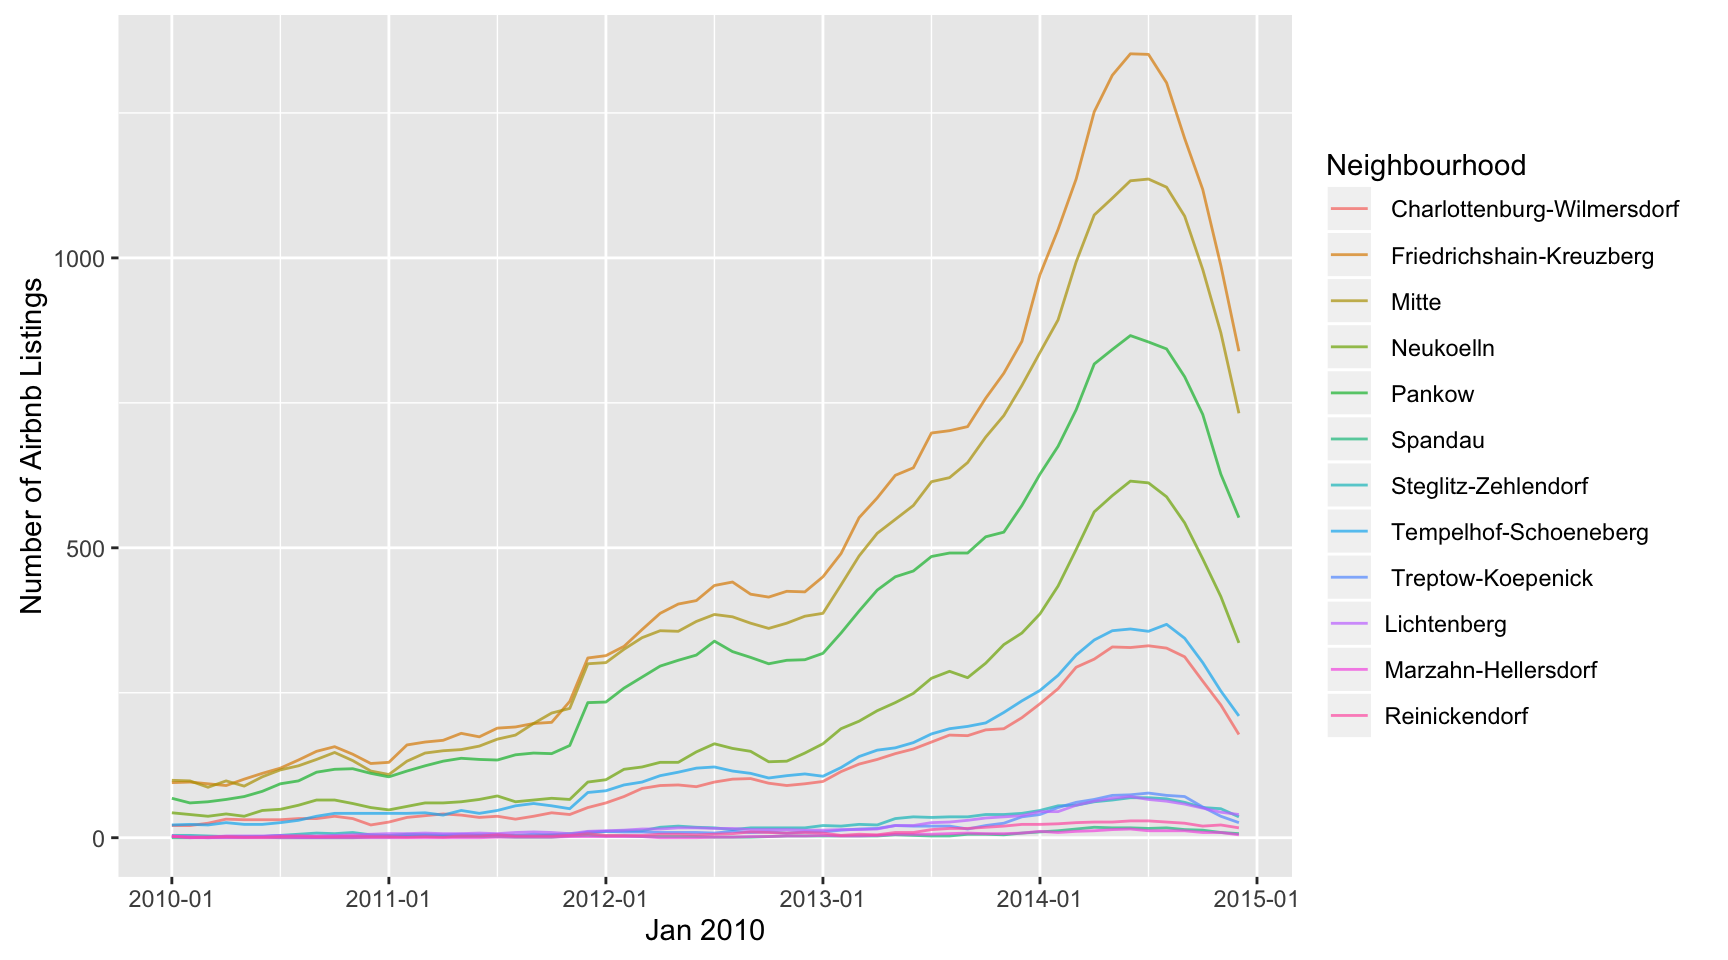 Number of Airbnb Listings
1000
500
0
2010-01
2011-01
2012-01
2013-01
2014-01
2015-01
Jan 2010
Neighbourhood
Charlottenburg-Wilmersdorf
Friedrichshain-Kreuzberg
Mitte
Neukoelln
Pankow
Spandau
Steglitz-Zehlendorf
Tempelhof-Schoeneberg
Treptow-Koepenick
Lichtenberg
Marzahn-Hellersdorf
Reinickendorf